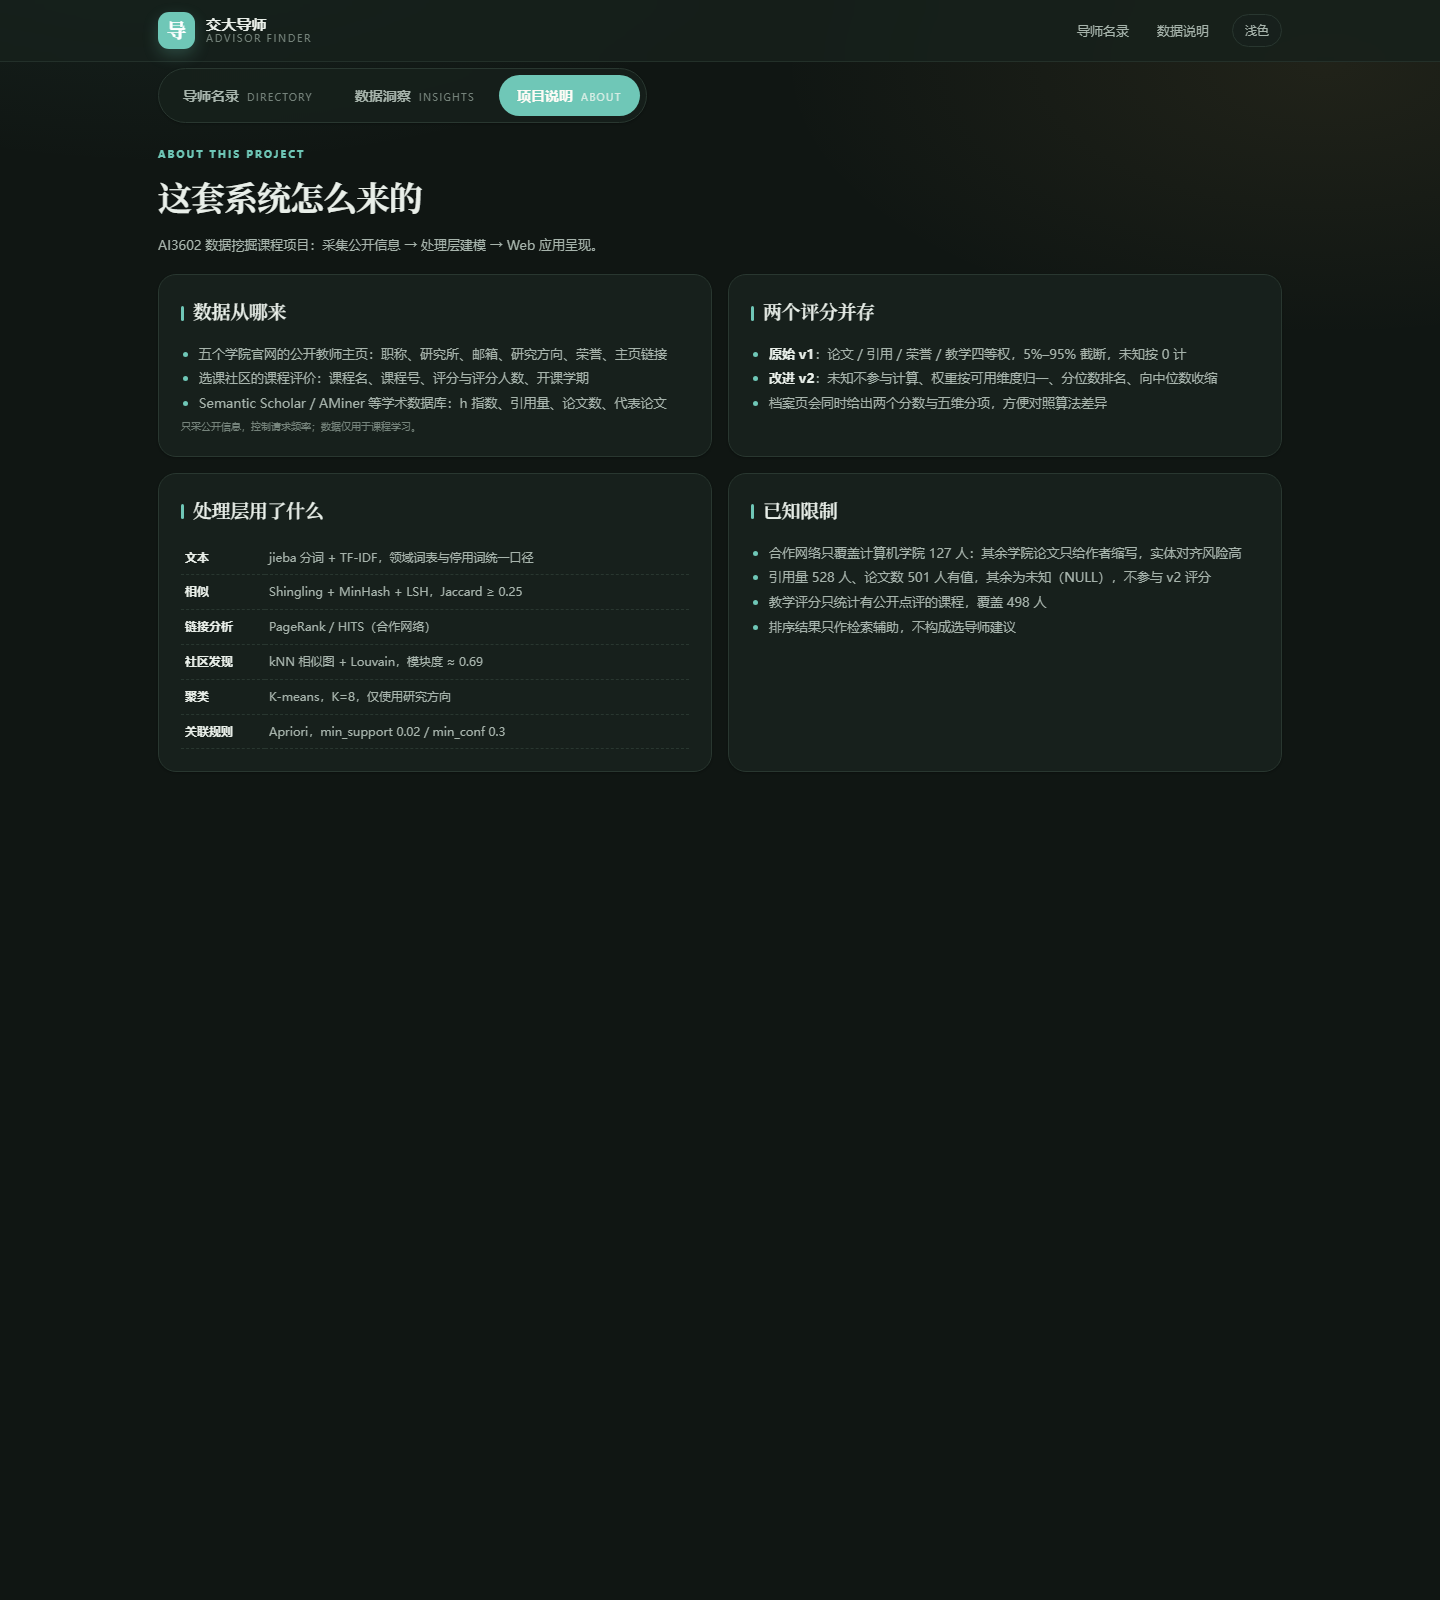 导
交大导师
ADVISOR FINDER
导师名录
数据说明
浅色
导师名录 DIRECTORY
数据洞察 INSIGHTS
项目说明 ABOUT
ABOUT THIS PROJECT
这套系统怎么来的
AI3602 数据挖掘课程项目：采集公开信息 → 处理层建模 → Web 应用呈现。
数据从哪来
五个学院官网的公开教师主页：职称、研究所、邮箱、研究方向、荣誉、主页链接
选课社区的课程评价：课程名、课程号、评分与评分人数、开课学期
Semantic Scholar / AMiner 等学术数据库：h 指数、引用量、论文数、代表论文
只采公开信息，控制请求频率；数据仅用于课程学习。
两个评分并存
原始 v1：论文 / 引用 / 荣誉 / 教学四等权，5%–95% 截断，未知按 0 计
改进 v2：未知不参与计算、权重按可用维度归一、分位数排名、向中位数收缩
档案页会同时给出两个分数与五维分项，方便对照算法差异
处理层用了什么
文本 jieba 分词 + TF-IDF，领域词表与停用词统一口径
相似 Shingling + MinHash + LSH，Jaccard ≥ 0.25
链接分析 PageRank / HITS（合作网络）
社区发现 kNN 相似图 + Louvain，模块度 ≈ 0.69
聚类 K-means，K=8，仅使用研究方向
关联规则 Apriori，min_support 0.02 / min_conf 0.3
已知限制
合作网络只覆盖计算机学院 127 人：其余学院论文只给作者缩写，实体对齐风险高
引用量 528 人、论文数 501 人有值，其余为未知（NULL），不参与 v2 评分
教学评分只统计有公开点评的课程，覆盖 498 人
排序结果只作检索辅助，不构成选导师建议